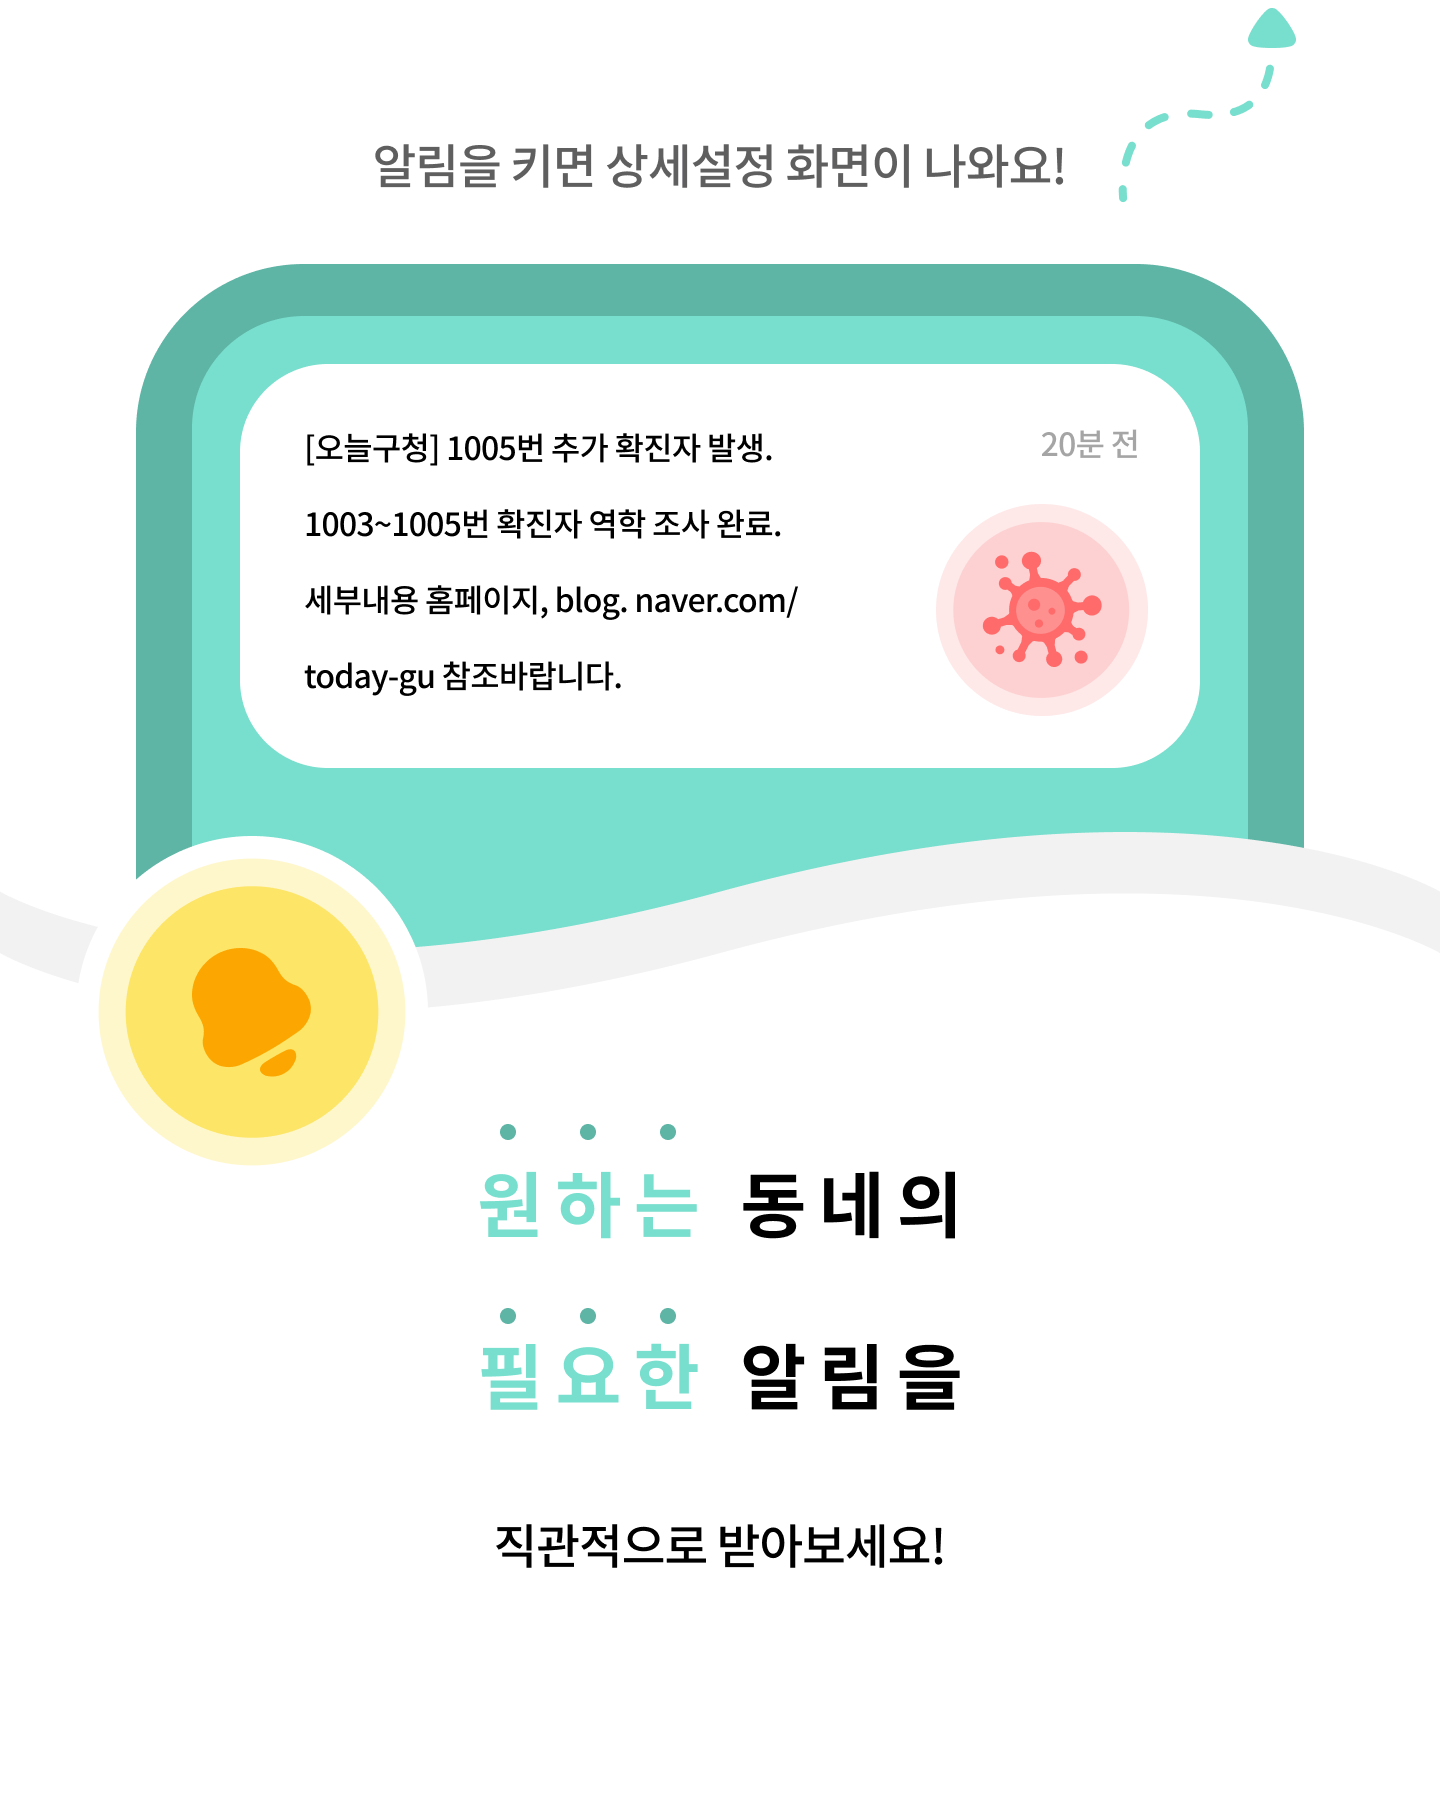 알림을 키면 상세설정 화면이 나와요!
[오늘구청] 1005번 추가 확진자 발생.
20분 전
1003~1005번 확진자 역학 조사 완료.
세부내용 홈페이지, blog. naver.com/
today-gu 참조바랍니다.
원하는 동네의
필요한 알림을
직관적으로 받아보세요!